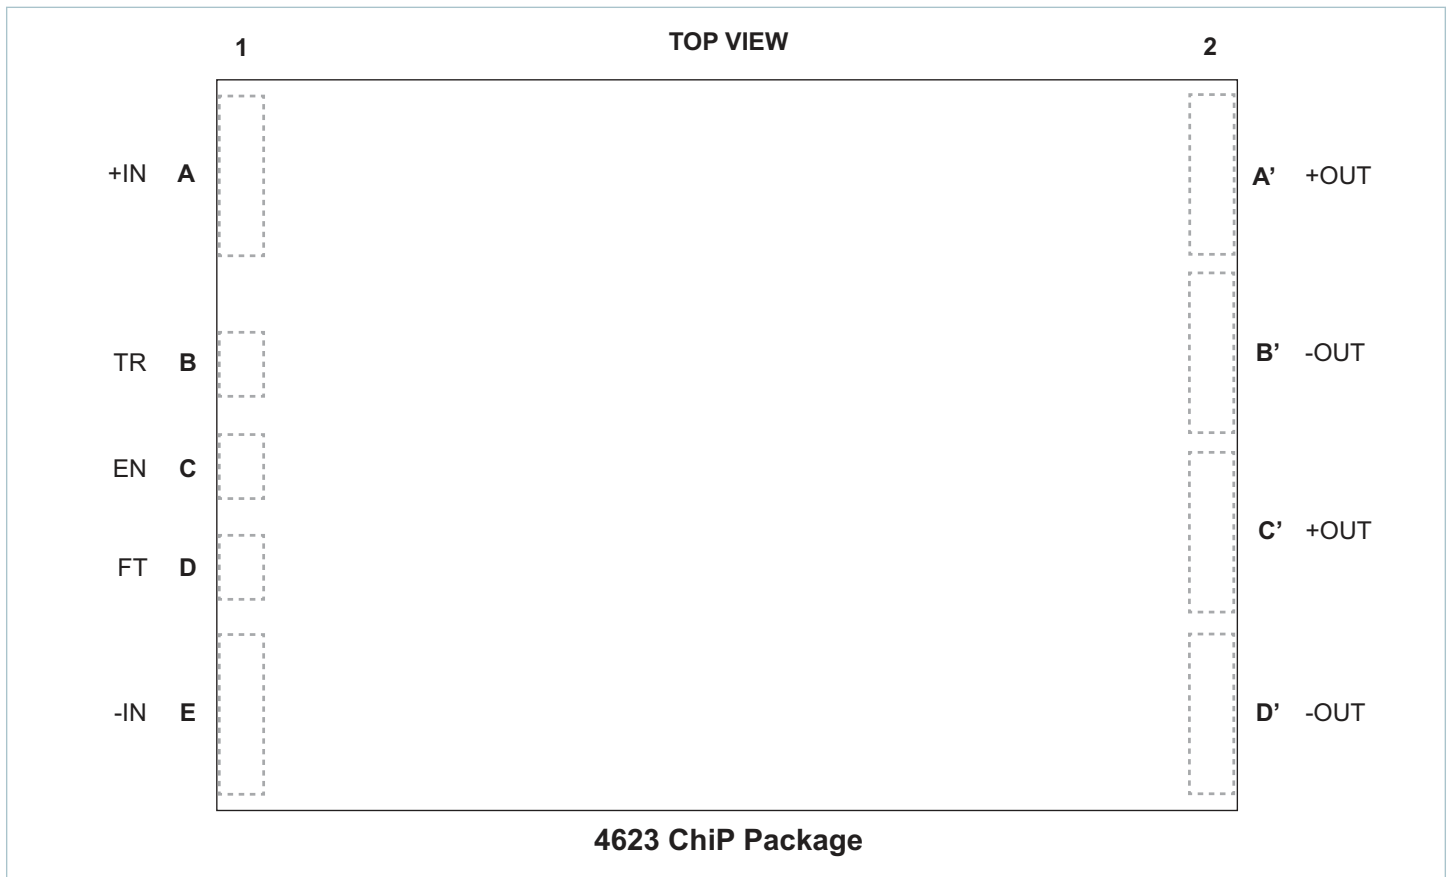 1 TOP VIEW 2
+IN A A’ +OUT
TR B B’ -OUT
EN C C’ +OUT
FT D
-IN E D’ -OUT
4623 ChiP Package